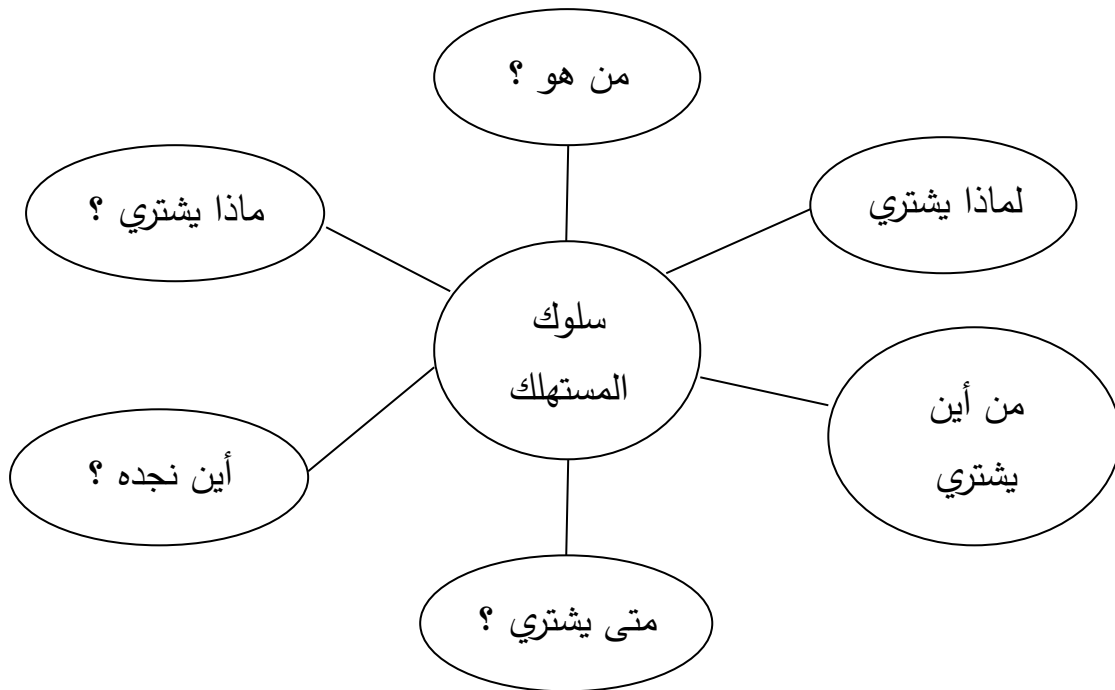 من هو ؟
لماذا يشتري
ماذا يشتري ؟
سلوك
المستهلك
من أين
يشتري
أين نجده ؟
متى يشتري ؟